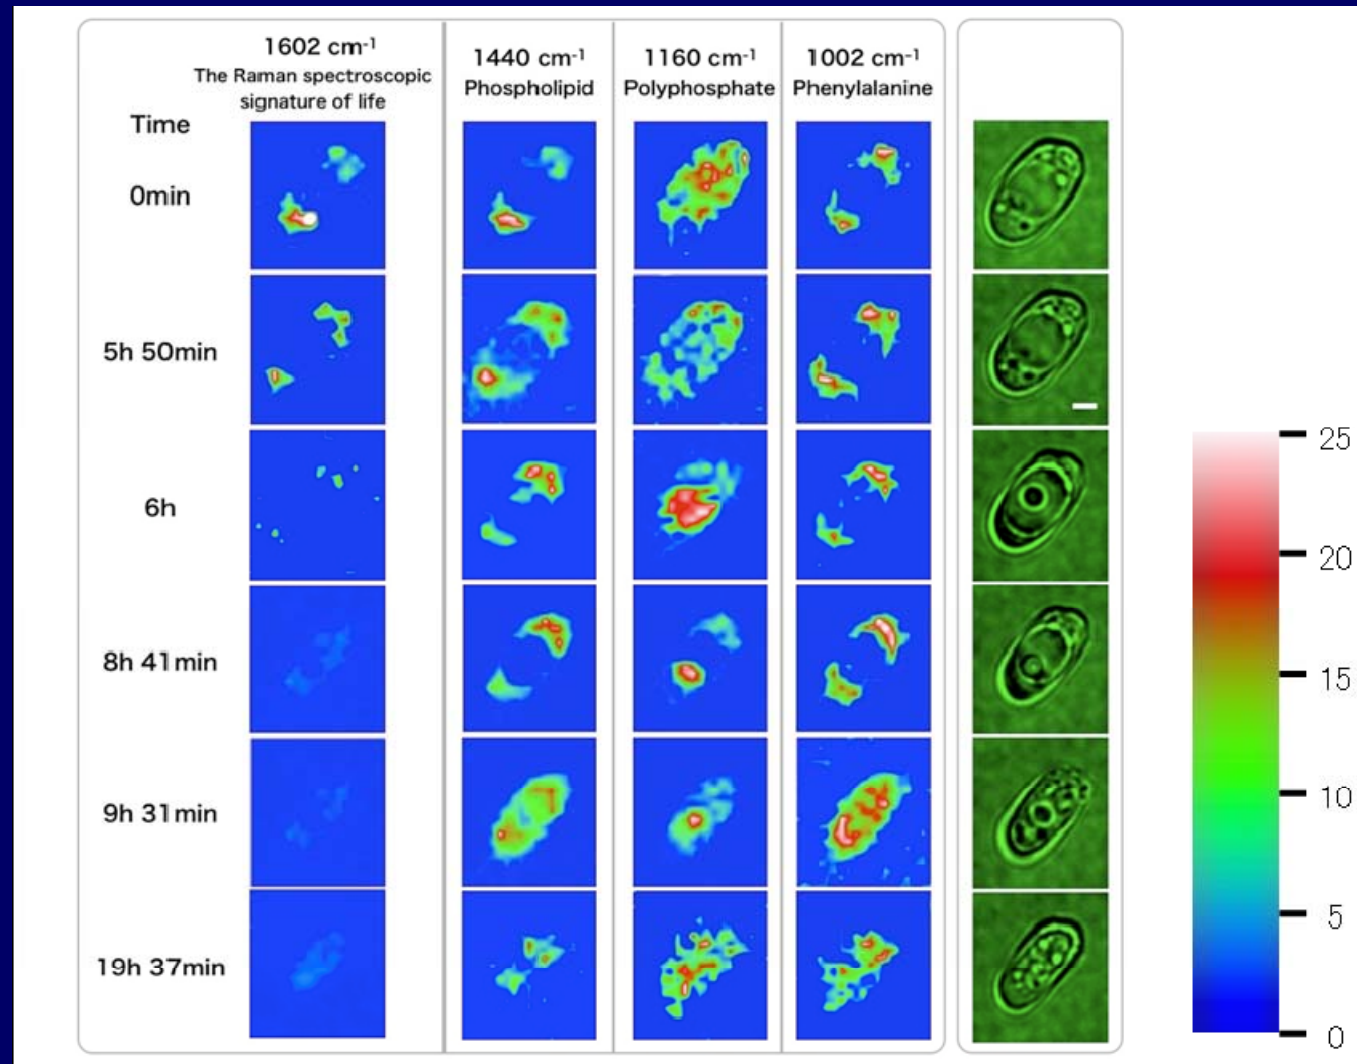 1602 cm-1
The Raman spectroscopic
signature of life
1440 cm-1
Phospholipid
1160 cm-1
Polyphosphate
1002 cm-1
Phenylalanine
Time
0min
5h 50min
6h
8h 41min
9h 31min
19h 37min
25
20
15
10
5
0